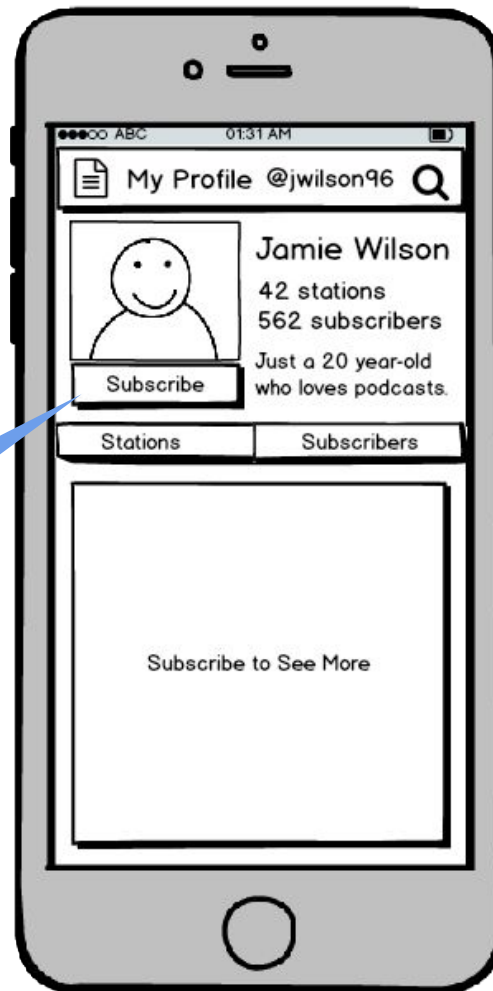 ABC 01:31 AM
My Profile @jwilson96
Jamie Wilson
42 stations
562 subscribers
Just a 20 year-old
who loves podcasts.
Subscribe
Stations Subscribers
Subscribe to See More